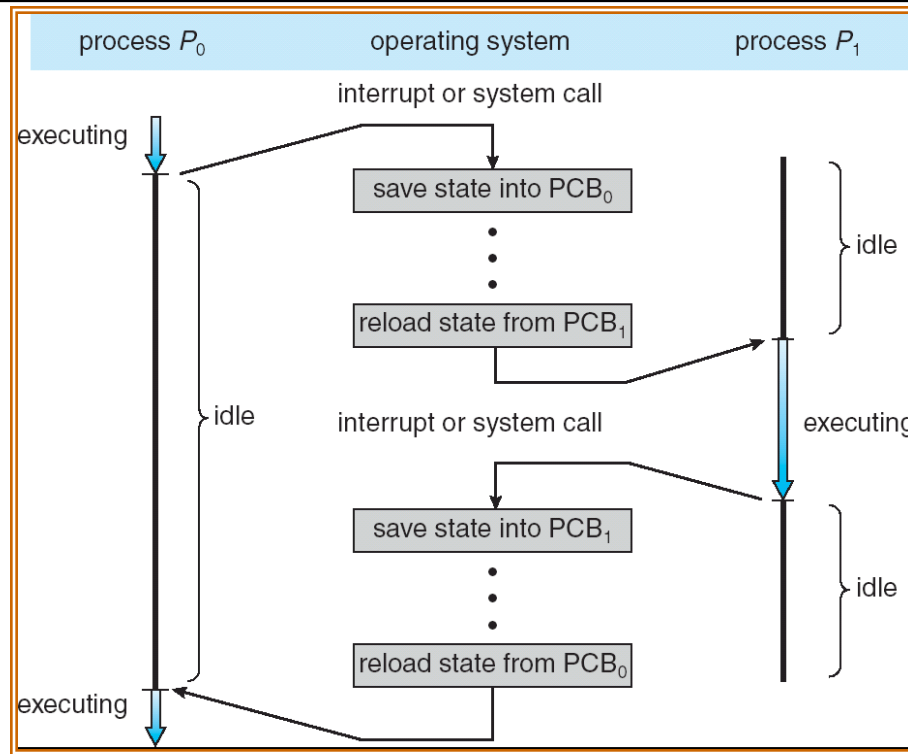 process P₀ operating system process P₁
interrupt or system call
executing
save state into PCB₀
idle
reload state from PCB₁
idle
interrupt or system call
executing
save state into PCB₁
idle
reload state from PCB₀
executing